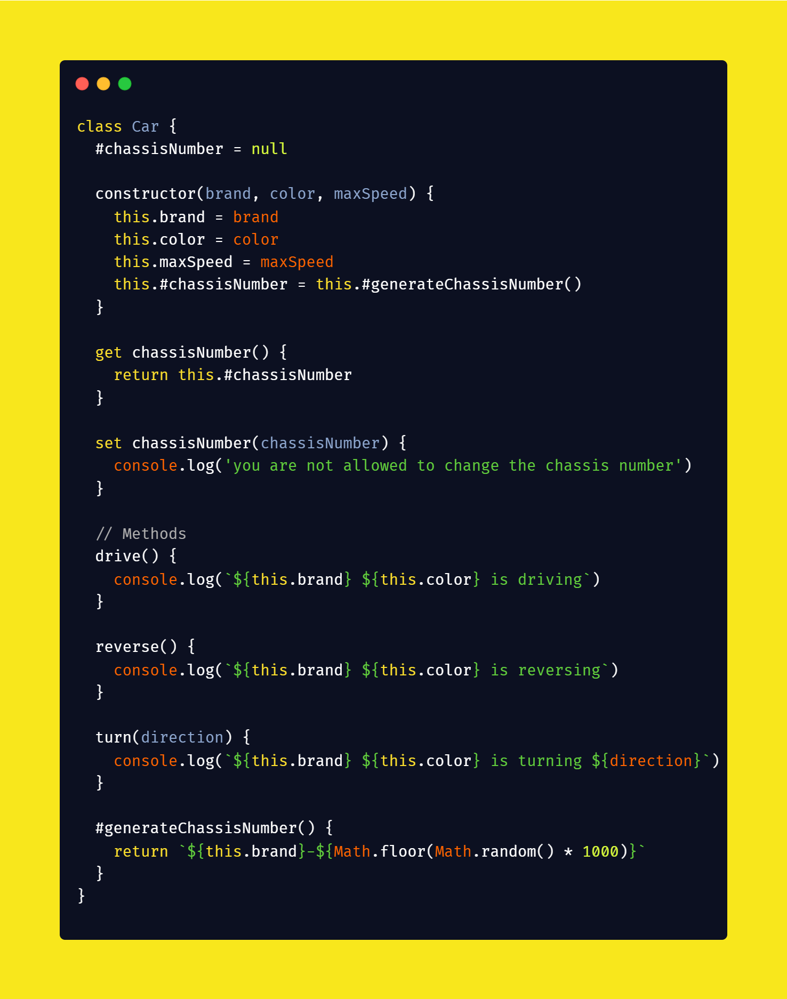 class Car {
  #chassisNumber = null

  constructor(brand, color, maxSpeed) {
    this.brand = brand
    this.color = color
    this.maxSpeed = maxSpeed
    this.#chassisNumber = this.#generateChassisNumber()
  }

  get chassisNumber() {
    return this.#chassisNumber
  }

  set chassisNumber(chassisNumber) {
    console.log('you are not allowed to change the chassis number')
  }

  // Methods
  drive() {
    console.log(`${this.brand} ${this.color} is driving`)
  }

  reverse() {
    console.log(`${this.brand} ${this.color} is reversing`)
  }

  turn(direction) {
    console.log(`${this.brand} ${this.color} is turning ${direction}`)
  }

  #generateChassisNumber() {
    return `${this.brand}-${Math.floor(Math.random() * 1000)}`
  }
}